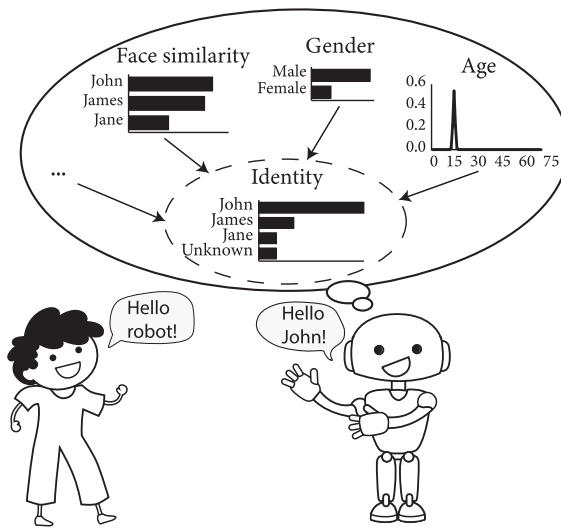 Face similarity
John
James
Jane
Gender
Male
Female
Age
0.6
0.4
0.2
0.0
0 15 30 45 60 75
...
Identity
John
James
Jane
Unknown
Hello
robot!
Hello
John!